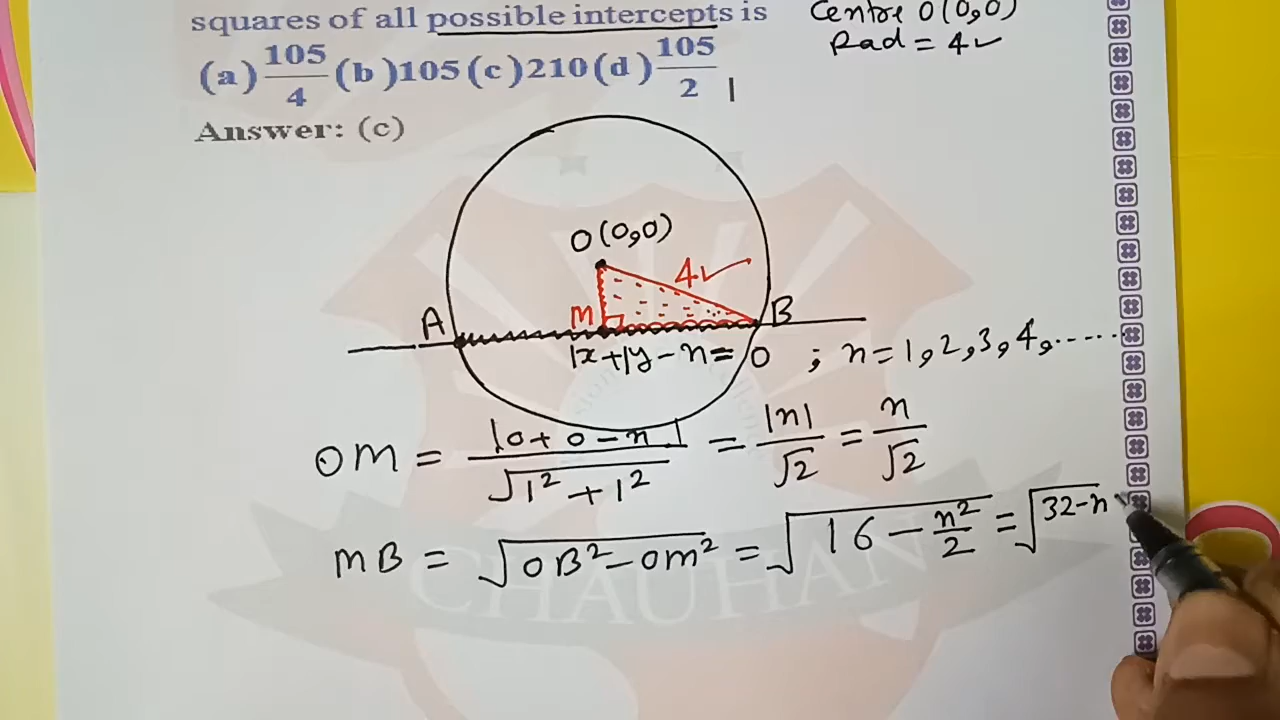 squares of all possible intercepts is
Centre O(0,0)
Rad = 4 ✓
(a) 105/4 (b) 105 (c) 210 (d) 105/2
Answer: (c)
O(0,0)
4 ✓
A M B
1x+1y-n=0 ; n=1,2,3,4,.....
OM = |0+0-n| / √1²+1² = |n|/√2 = n/√2
MB = √OB²-OM² = √16-n²/2 = √32-n
CHAUHAN